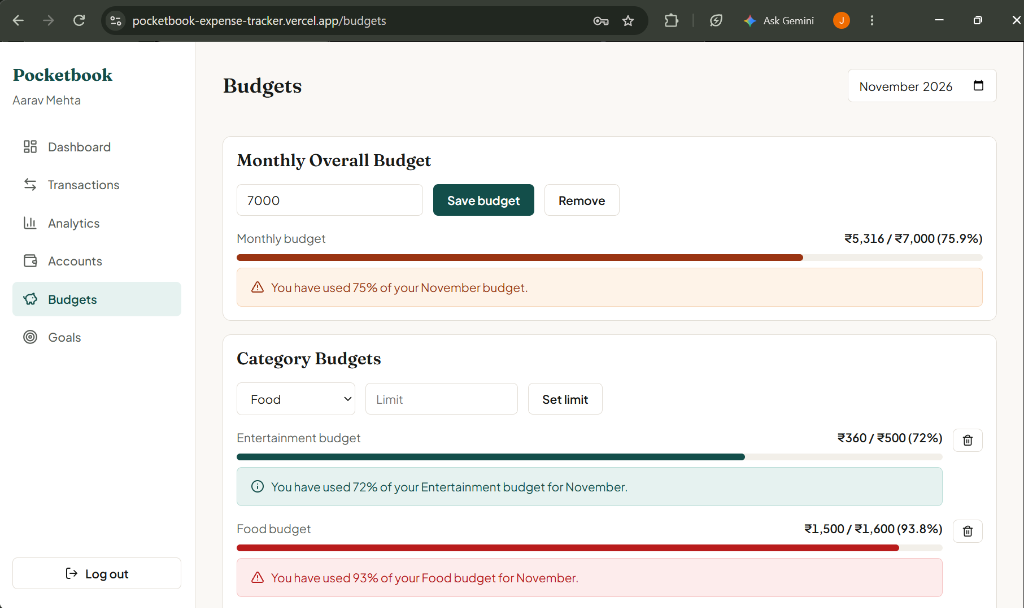 pocketbook-expense-tracker.vercel.app/budgets
Ask Gemini
J
Pocketbook
Aarav Mehta
Dashboard
Transactions
Analytics
Accounts
Budgets
Goals
Log out
Budgets
November 2026
Monthly Overall Budget
7000
Save budget
Remove
Monthly budget
₹5,316 / ₹7,000 (75.9%)
You have used 75% of your November budget.
Category Budgets
Food
Limit
Set limit
Entertainment budget
₹360 / ₹500 (72%)
You have used 72% of your Entertainment budget for November.
Food budget
₹1,500 / ₹1,600 (93.8%)
You have used 93% of your Food budget for November.